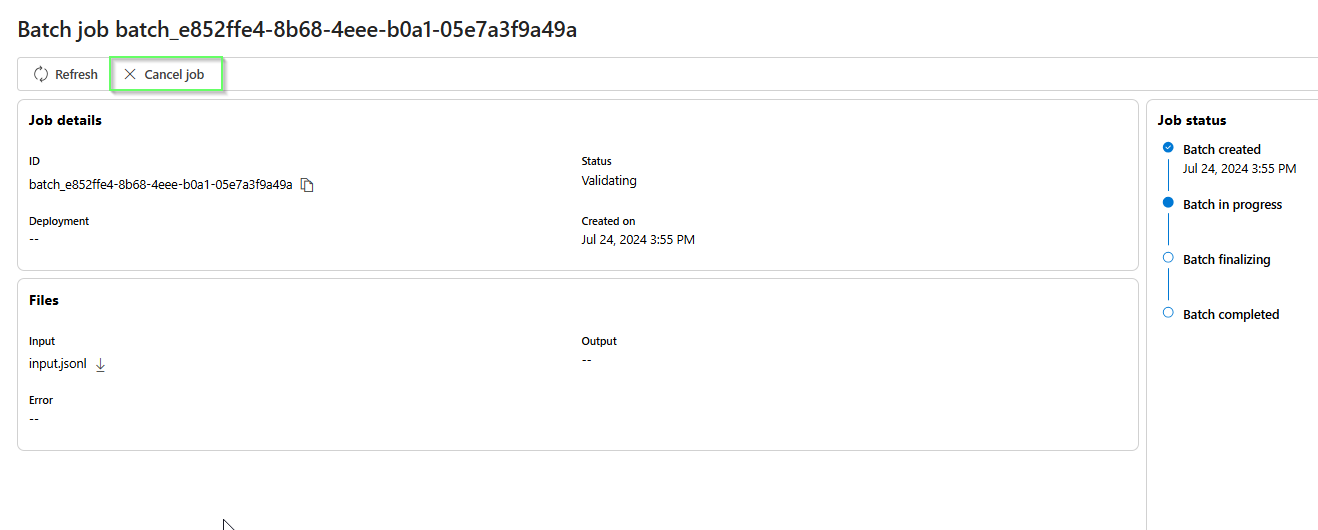 Batch job batch_e852ffe4-8b68-4eee-b0a1-05e7a3f9a49a
Refresh
Cancel job
Job details
ID
batch_e852ffe4-8b68-4eee-b0a1-05e7a3f9a49a
Status
Validating
Deployment
--
Created on
Jul 24, 2024 3:55 PM
Files
Input
input.jsonl
Output
--
Error
--
Job status
Batch created
Jul 24, 2024 3:55 PM
Batch in progress
Batch finalizing
Batch completed